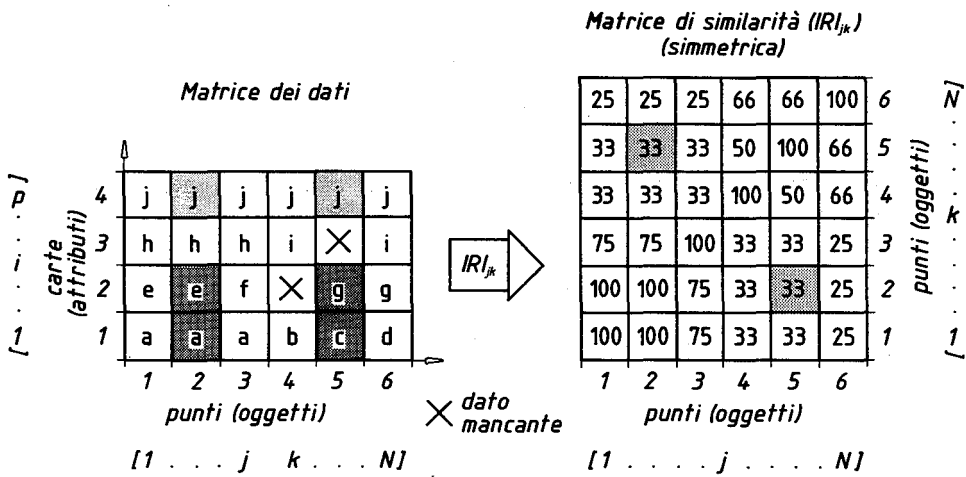 Matrice dei dati
p] 4 j j j j j j
3 h h h i i
i 2 e e f g g
[1 1 a a a b c d
carte (attributi)
1 2 3 4 5 6
punti (oggetti)
[1 . . . j k . . . N]
dato
mancante
IRI_jk
Matrice di similarità (IRI_jk)
(simmetrica)
25 25 25 66 66 100 6 N]
33 33 33 50 100 66 5
33 33 33 100 50 66 4
75 75 100 33 33 25 3 k
100 100 75 33 33 25 2
100 100 75 33 33 25 1 [1
punti (oggetti)
1 2 3 4 5 6
punti (oggetti)
[1 . . . . j . . . . N]